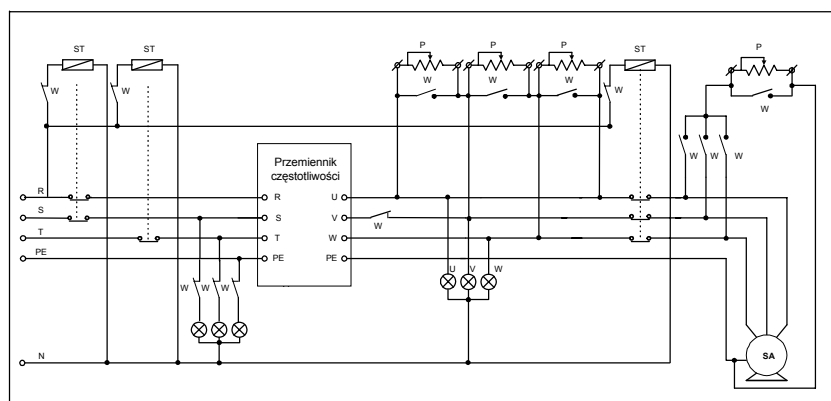 ST ST P P P ST P
W W W
W W W W
W
W W W
Przemiennik
częstotliwości
R R U
S S V
W
T T W
PE PE PE
U V W
W W W
N
SA